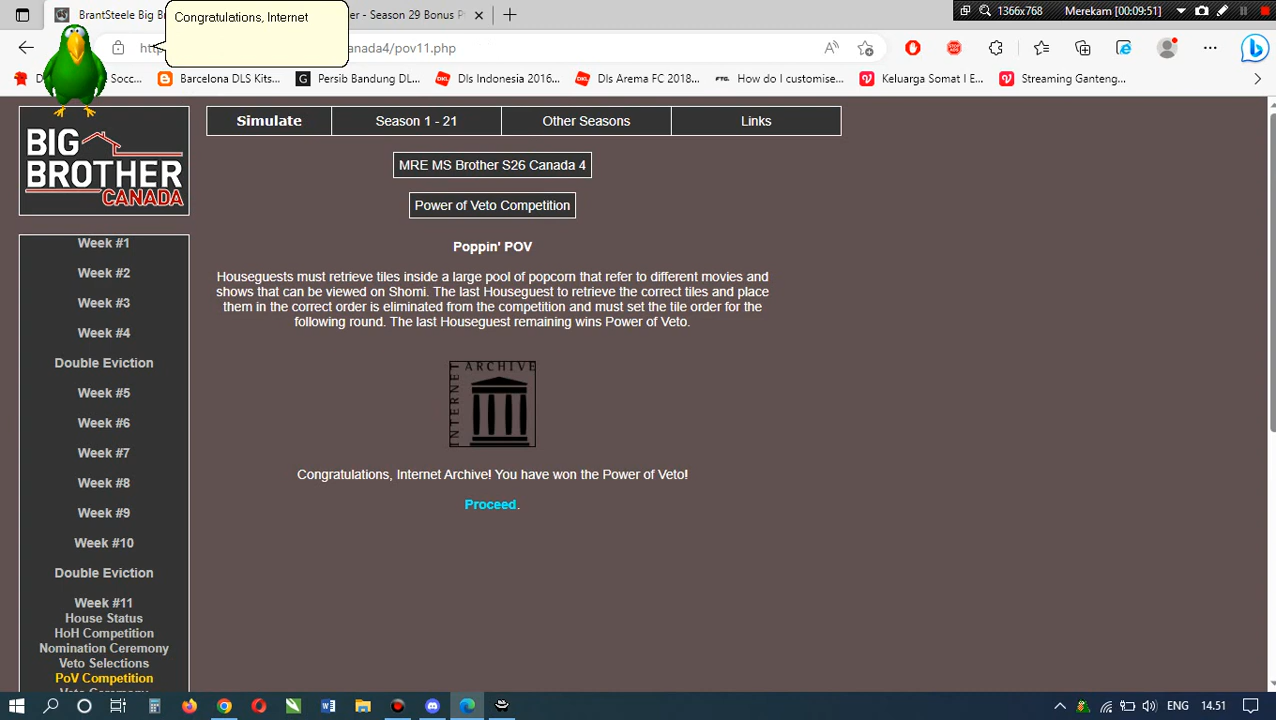 BrantSteele Big Br
er - Season 29 Bonus P
1366x768
Merekam [00:09:51]
Congratulations, Internet
anada4/pov11.php
Barcelona DLS Kits...
Persib Bandung DL...
Dls Indonesia 2016...
Dls Arema FC 2018...
How do I customise...
Keluarga Somat I E...
Streaming Ganteng...
BIG
BROTHER
CANADA
Simulate
Season 1 - 21
Other Seasons
Links
MRE MS Brother S26 Canada 4
Power of Veto Competition
Poppin' POV
Houseguests must retrieve tiles inside a large pool of popcorn that refer to different movies and
shows that can be viewed on Shomi. The last Houseguest to retrieve the correct tiles and place
them in the correct order is eliminated from the competition and must set the tile order for the
following round. The last Houseguest remaining wins Power of Veto.
INTERNET ARCHIVE
Congratulations, Internet Archive! You have won the Power of Veto!
Proceed.
Week #1
Week #2
Week #3
Week #4
Double Eviction
Week #5
Week #6
Week #7
Week #8
Week #9
Week #10
Double Eviction
Week #11
House Status
HoH Competition
Nomination Ceremony
Veto Selections
PoV Competition
Veto Ceremony
ENG
14.51